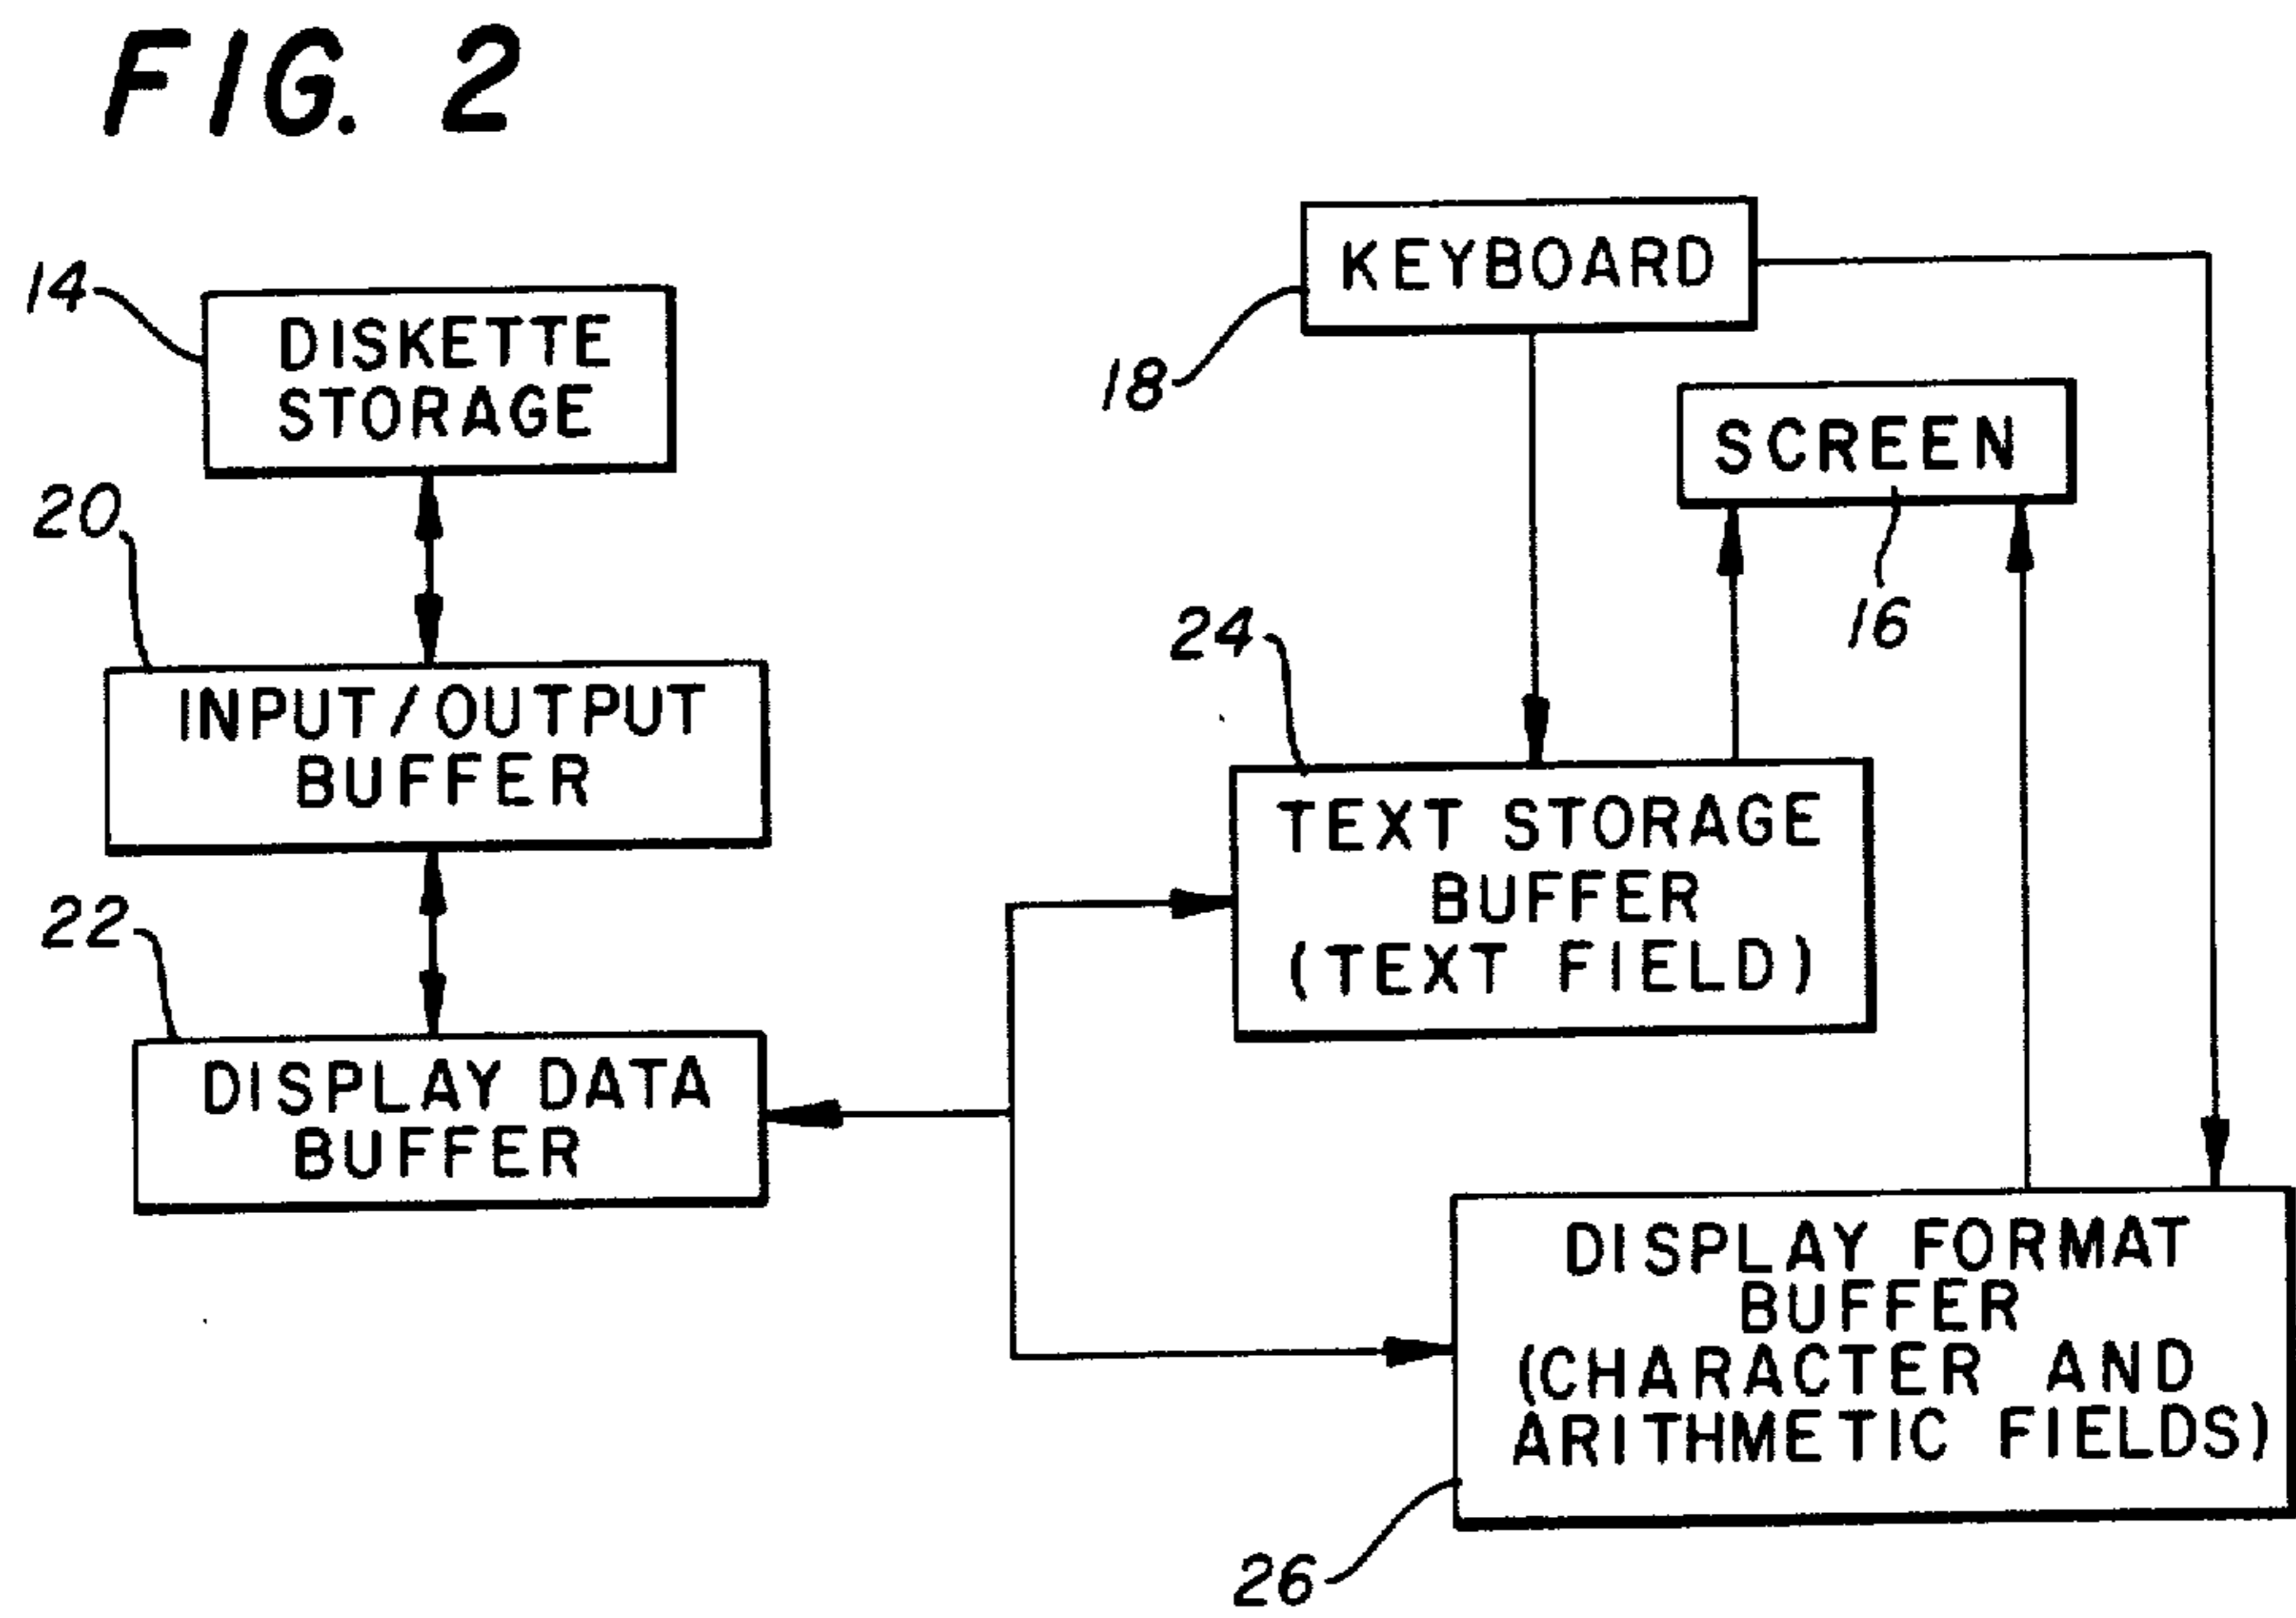 FIG. 2
14
DISKETTE
STORAGE
20
INPUT/OUTPUT
BUFFER
22
DISPLAY DATA
BUFFER
KEYBOARD
18
SCREEN
16
24
TEXT STORAGE
BUFFER
(TEXT FIELD)
DISPLAY FORMAT
BUFFER
(CHARACTER AND
ARITHMETIC FIELDS)
26